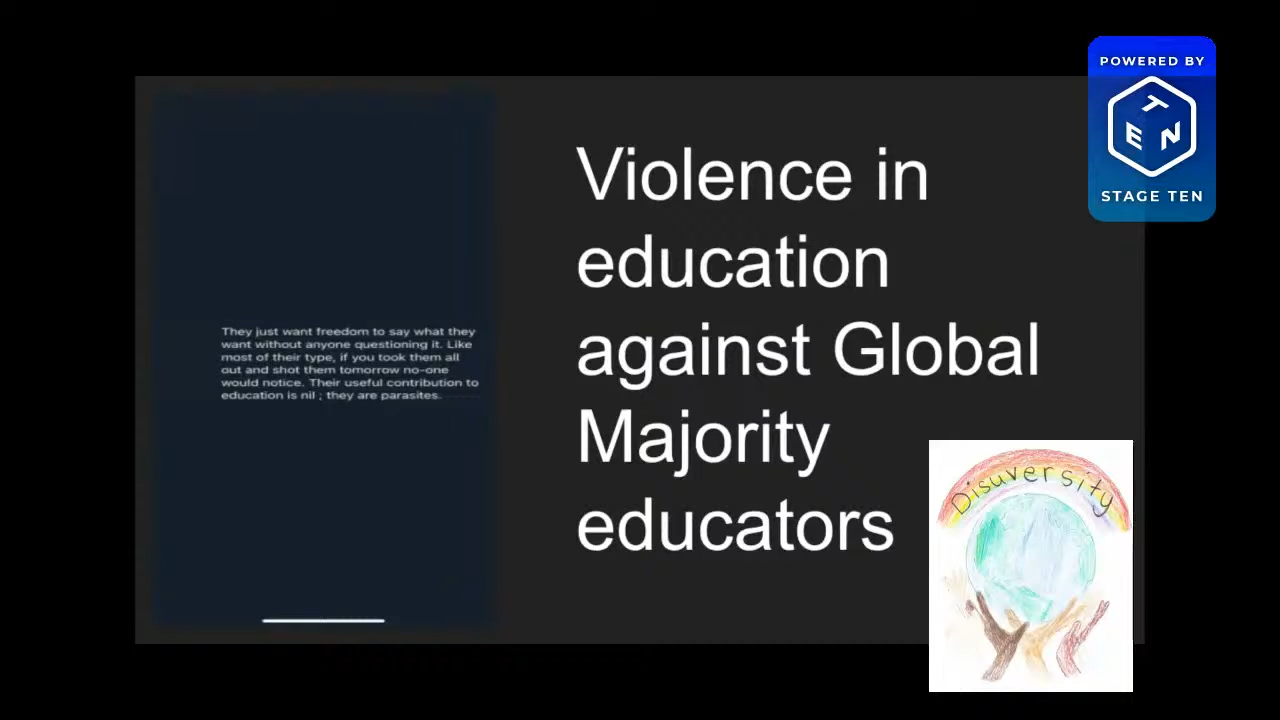 POWERED BY
TEN
STAGE TEN
Violence in
education
against Global
Majority
educators
They just want freedom to say what they
want without anyone questioning it. Like
most of their type, if you took them all
out and shot them tomorrow no-one
would notice. Their useful contribution to
education is nil ; they are parasites.
Disuversity